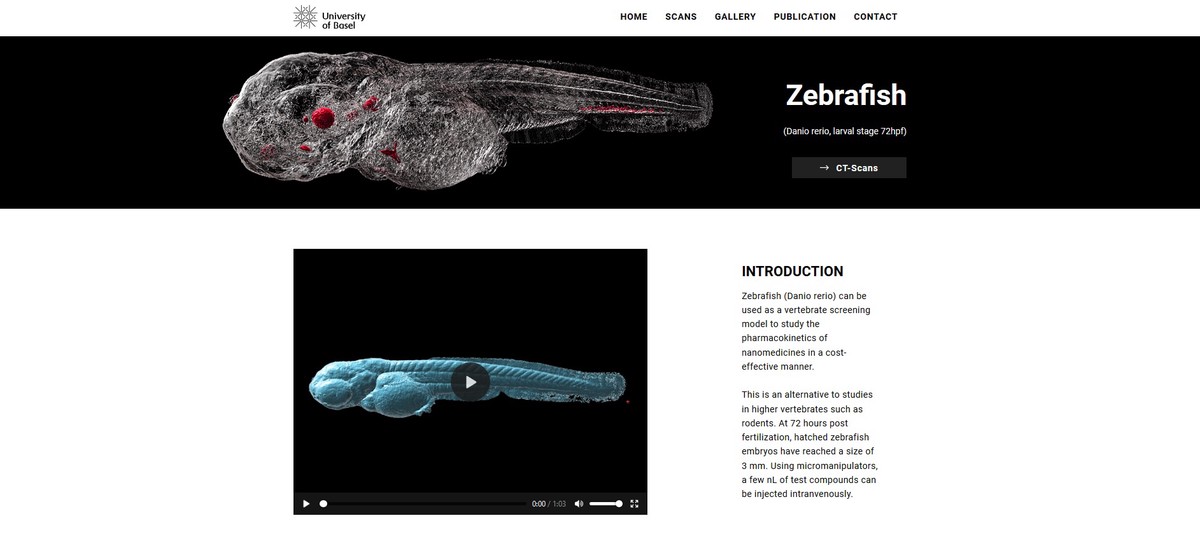 University
of Basel
HOME SCANS GALLERY PUBLICATION CONTACT
Zebrafish
(Danio rerio, larval stage 72hpf)
→ CT-Scans
INTRODUCTION
Zebrafish (Danio rerio) can be
used as a vertebrate screening
model to study the
pharmacokinetics of
nanomedicines in a cost-
effective manner.
This is an alternative to studies
in higher vertebrates such as
rodents. At 72 hours post
fertilization, hatched zebrafish
embryos have reached a size of
3 mm. Using micromanipulators,
a few nL of test compounds can
be injected intranvenously.
0:00 / 1:03